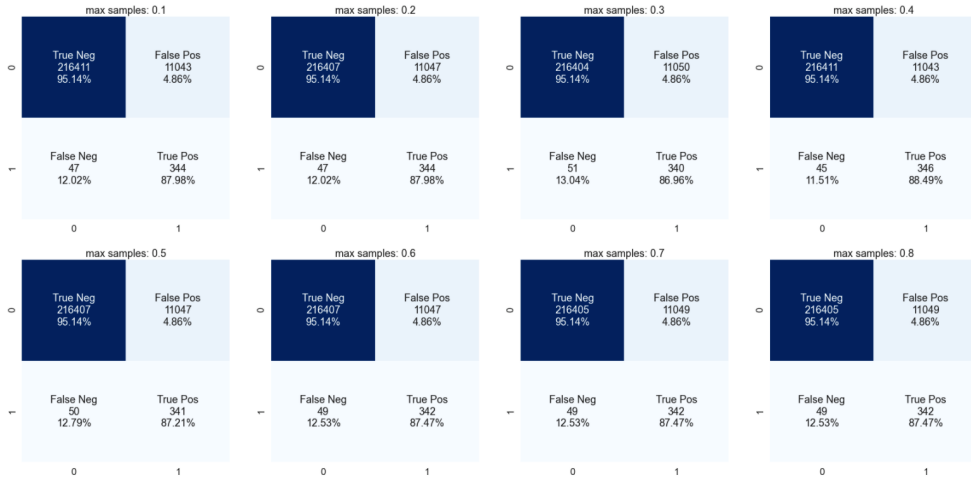 max samples: 0.1
0
True Neg
216411
95.14%
False Pos
11043
4.86%
1
False Neg
47
12.02%
True Pos
344
87.98%
0 1
max samples: 0.2
0
True Neg
216407
95.14%
False Pos
11047
4.86%
1
False Neg
47
12.02%
True Pos
344
87.98%
0 1
max samples: 0.3
0
True Neg
216404
95.14%
False Pos
11050
4.86%
1
False Neg
51
13.04%
True Pos
340
86.96%
0 1
max samples: 0.4
0
True Neg
216411
95.14%
False Pos
11043
4.86%
1
False Neg
45
11.51%
True Pos
346
88.49%
0 1
max samples: 0.5
0
True Neg
216407
95.14%
False Pos
11047
4.86%
1
False Neg
50
12.79%
True Pos
341
87.21%
0 1
max samples: 0.6
0
True Neg
216407
95.14%
False Pos
11047
4.86%
1
False Neg
49
12.53%
True Pos
342
87.47%
0 1
max samples: 0.7
0
True Neg
216405
95.14%
False Pos
11049
4.86%
1
False Neg
49
12.53%
True Pos
342
87.47%
0 1
max samples: 0.8
0
True Neg
216405
95.14%
False Pos
11049
4.86%
1
False Neg
49
12.53%
True Pos
342
87.47%
0 1